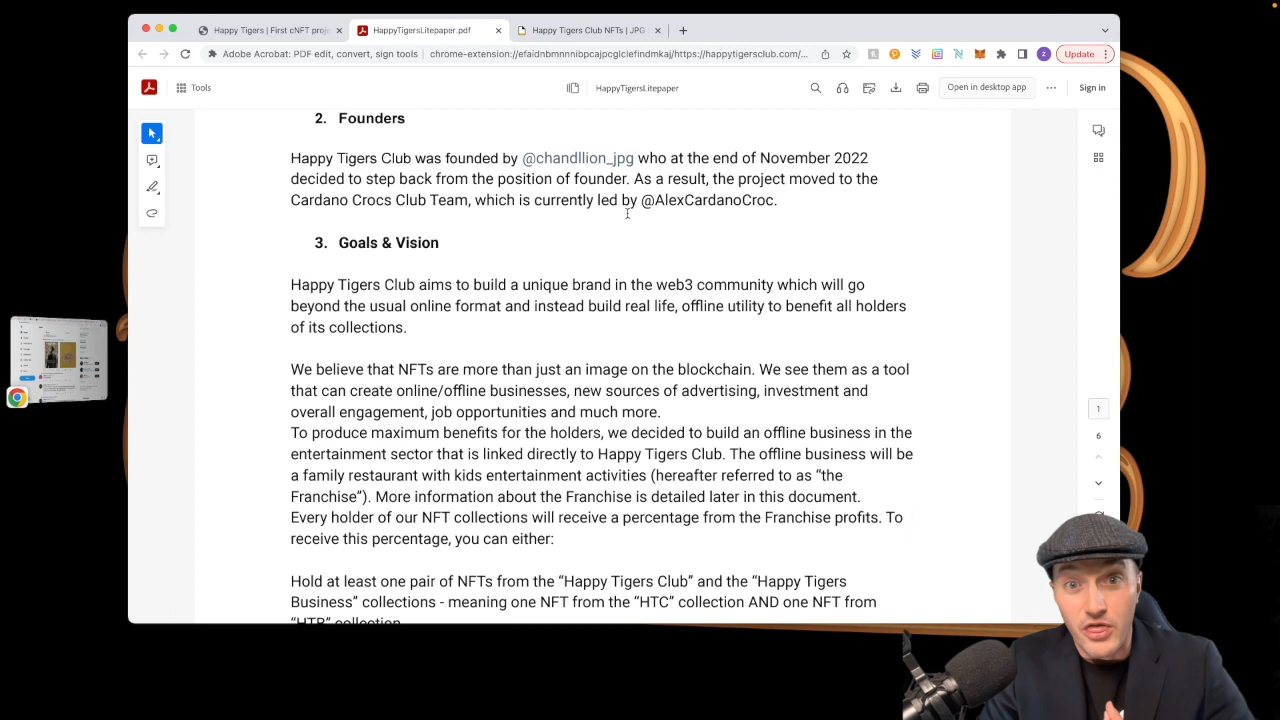 Happy Tigers | First cNFT proj
HappyTigersLitepaper.pdf
Happy Tigers Club NFTs | JPG
Adobe Acrobat: PDF edit, convert, sign tools
chrome-extension://efaidnbmnnnibpcajpcglclefindmkaj/https://happytigersclub.com/...
Update
Tools
HappyTigersLitepaper
Open in desktop app
Sign in
2. Founders
Happy Tigers Club was founded by @chandllion_jpg who at the end of November 2022
decided to step back from the position of founder. As a result, the project moved to the
Cardano Crocs Club Team, which is currently led by @AlexCardanoCroc.
3. Goals & Vision
Happy Tigers Club aims to build a unique brand in the web3 community which will go
beyond the usual online format and instead build real life, offline utility to benefit all holders
of its collections.
We believe that NFTs are more than just an image on the blockchain. We see them as a tool
that can create online/offline businesses, new sources of advertising, investment and
overall engagement, job opportunities and much more.
To produce maximum benefits for the holders, we decided to build an offline business in the
entertainment sector that is linked directly to Happy Tigers Club. The offline business will be
a family restaurant with kids entertainment activities (hereafter referred to as “the
Franchise”). More information about the Franchise is detailed later in this document.
Every holder of our NFT collections will receive a percentage from the Franchise profits. To
receive this percentage, you can either:
Hold at least one pair of NFTs from the “Happy Tigers Club” and the “Happy Tigers
Business” collections - meaning one NFT from the “HTC” collection AND one NFT from
“HTB” collection
1
6